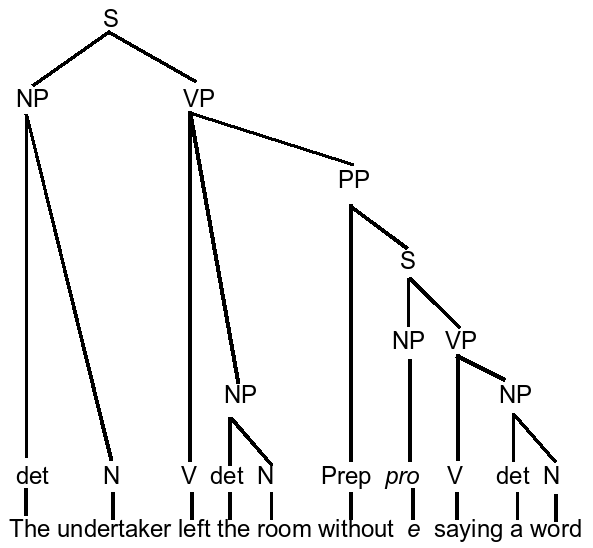 S
NP VP
PP
S
NP VP
NP NP
det N V det N Prep pro V det N
The undertaker left the room without e saying a word